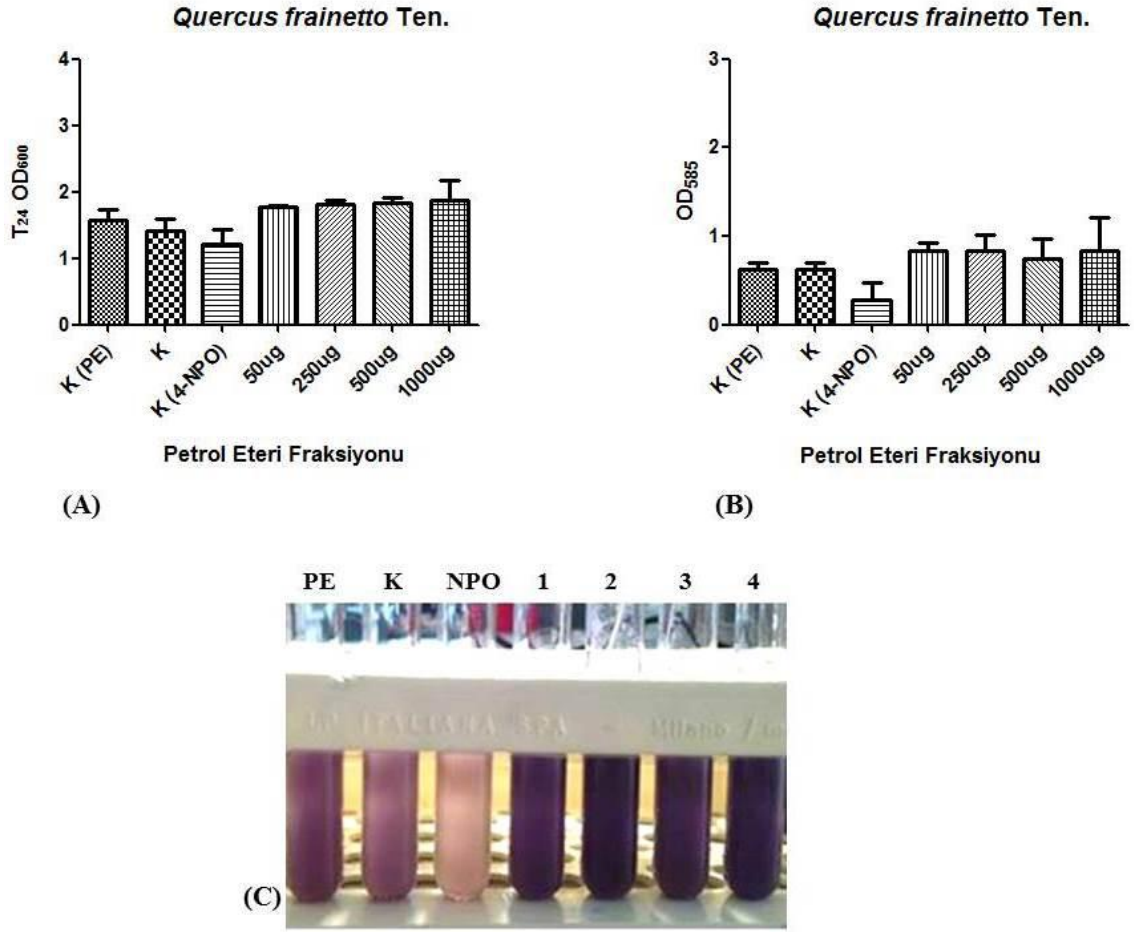 Quercus frainetto Ten.
4
3
2
1
0
T24 OD600
K (PE)
K
K (4-NPO)
50ug
250ug
500ug
1000ug
Petrol Eteri Fraksiyonu
(A)
Quercus frainetto Ten.
3
2
1
0
OD585
K (PE)
K
K (4-NPO)
50ug
250ug
500ug
1000ug
Petrol Eteri Fraksiyonu
(B)
PE K NPO 1 2 3 4
ITALIANA SPA - Milano
(C)